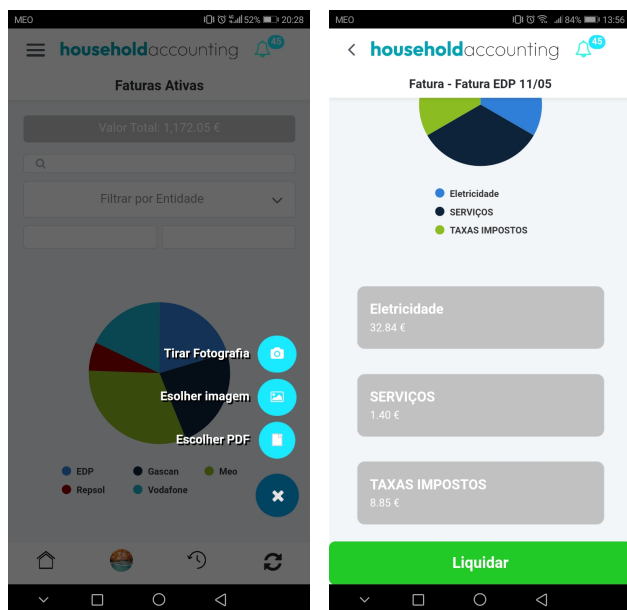 MEO
52%
20:28
householdaccounting
45
Faturas Ativas
Valor Total: 1,172.05 €
Filtrar por Entidade
Tirar Fotografia
Esolher imagem
Escolher PDF
EDP
Gascan
Meo
Repsol
Vodafone
MEO
84%
13:56
householdaccounting
45
Fatura - Fatura EDP 11/05
Eletricidade
SERVIÇOS
TAXAS IMPOSTOS
Eletricidade
32.84 €
SERVIÇOS
1.40 €
TAXAS IMPOSTOS
8.85 €
Liquidar